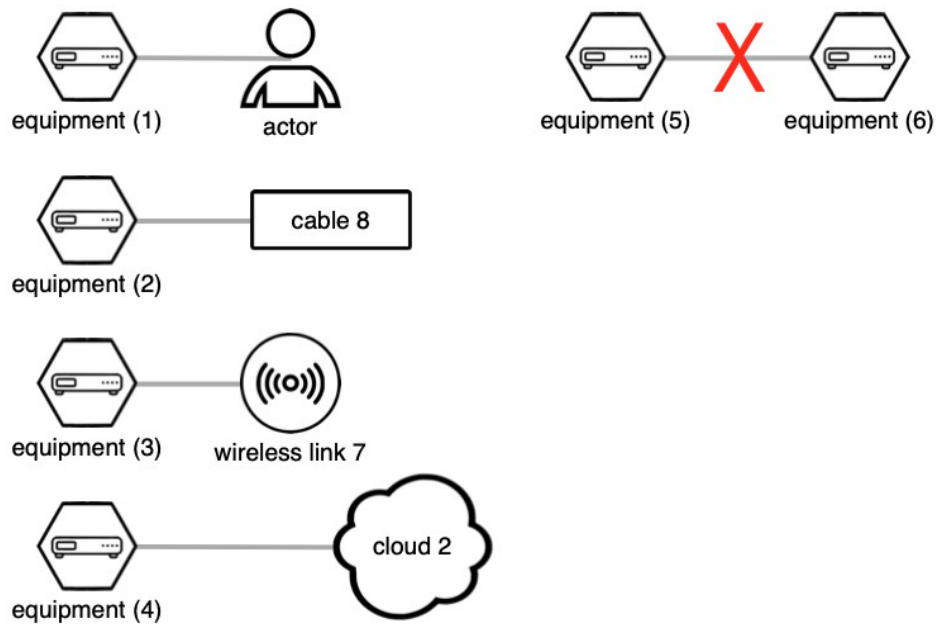 equipment (1)
actor
equipment (5)
equipment (6)
cable 8
equipment (2)
equipment (3)
wireless link 7
cloud 2
equipment (4)